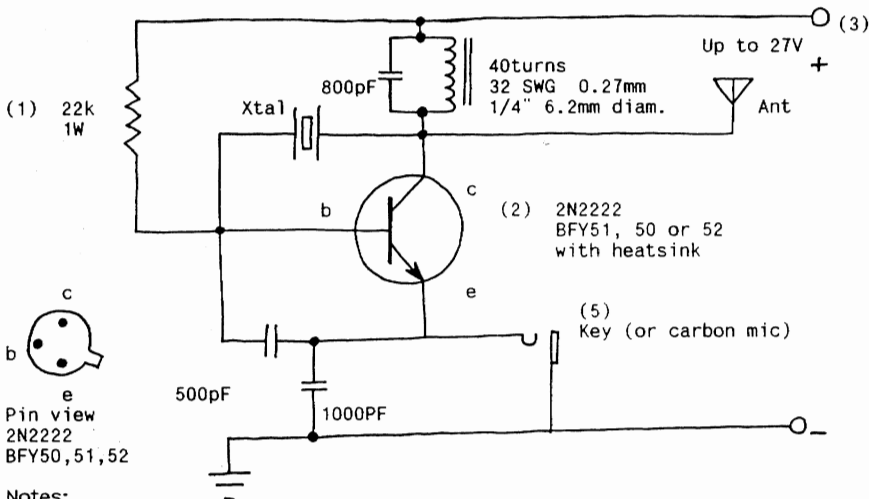 (3)
Up to 27V
+
800pF
40turns
32 SWG 0.27mm
1/4" 6.2mm diam.
(1) 22k
1W
Xtal
Ant
c
b
(2) 2N2222
BFY51, 50 or 52
with heatsink
e
(5)
Key (or carbon mic)
c
b
e
500pF
1000PF
Pin view
2N2222
BFY50,51,52
−
Notes: